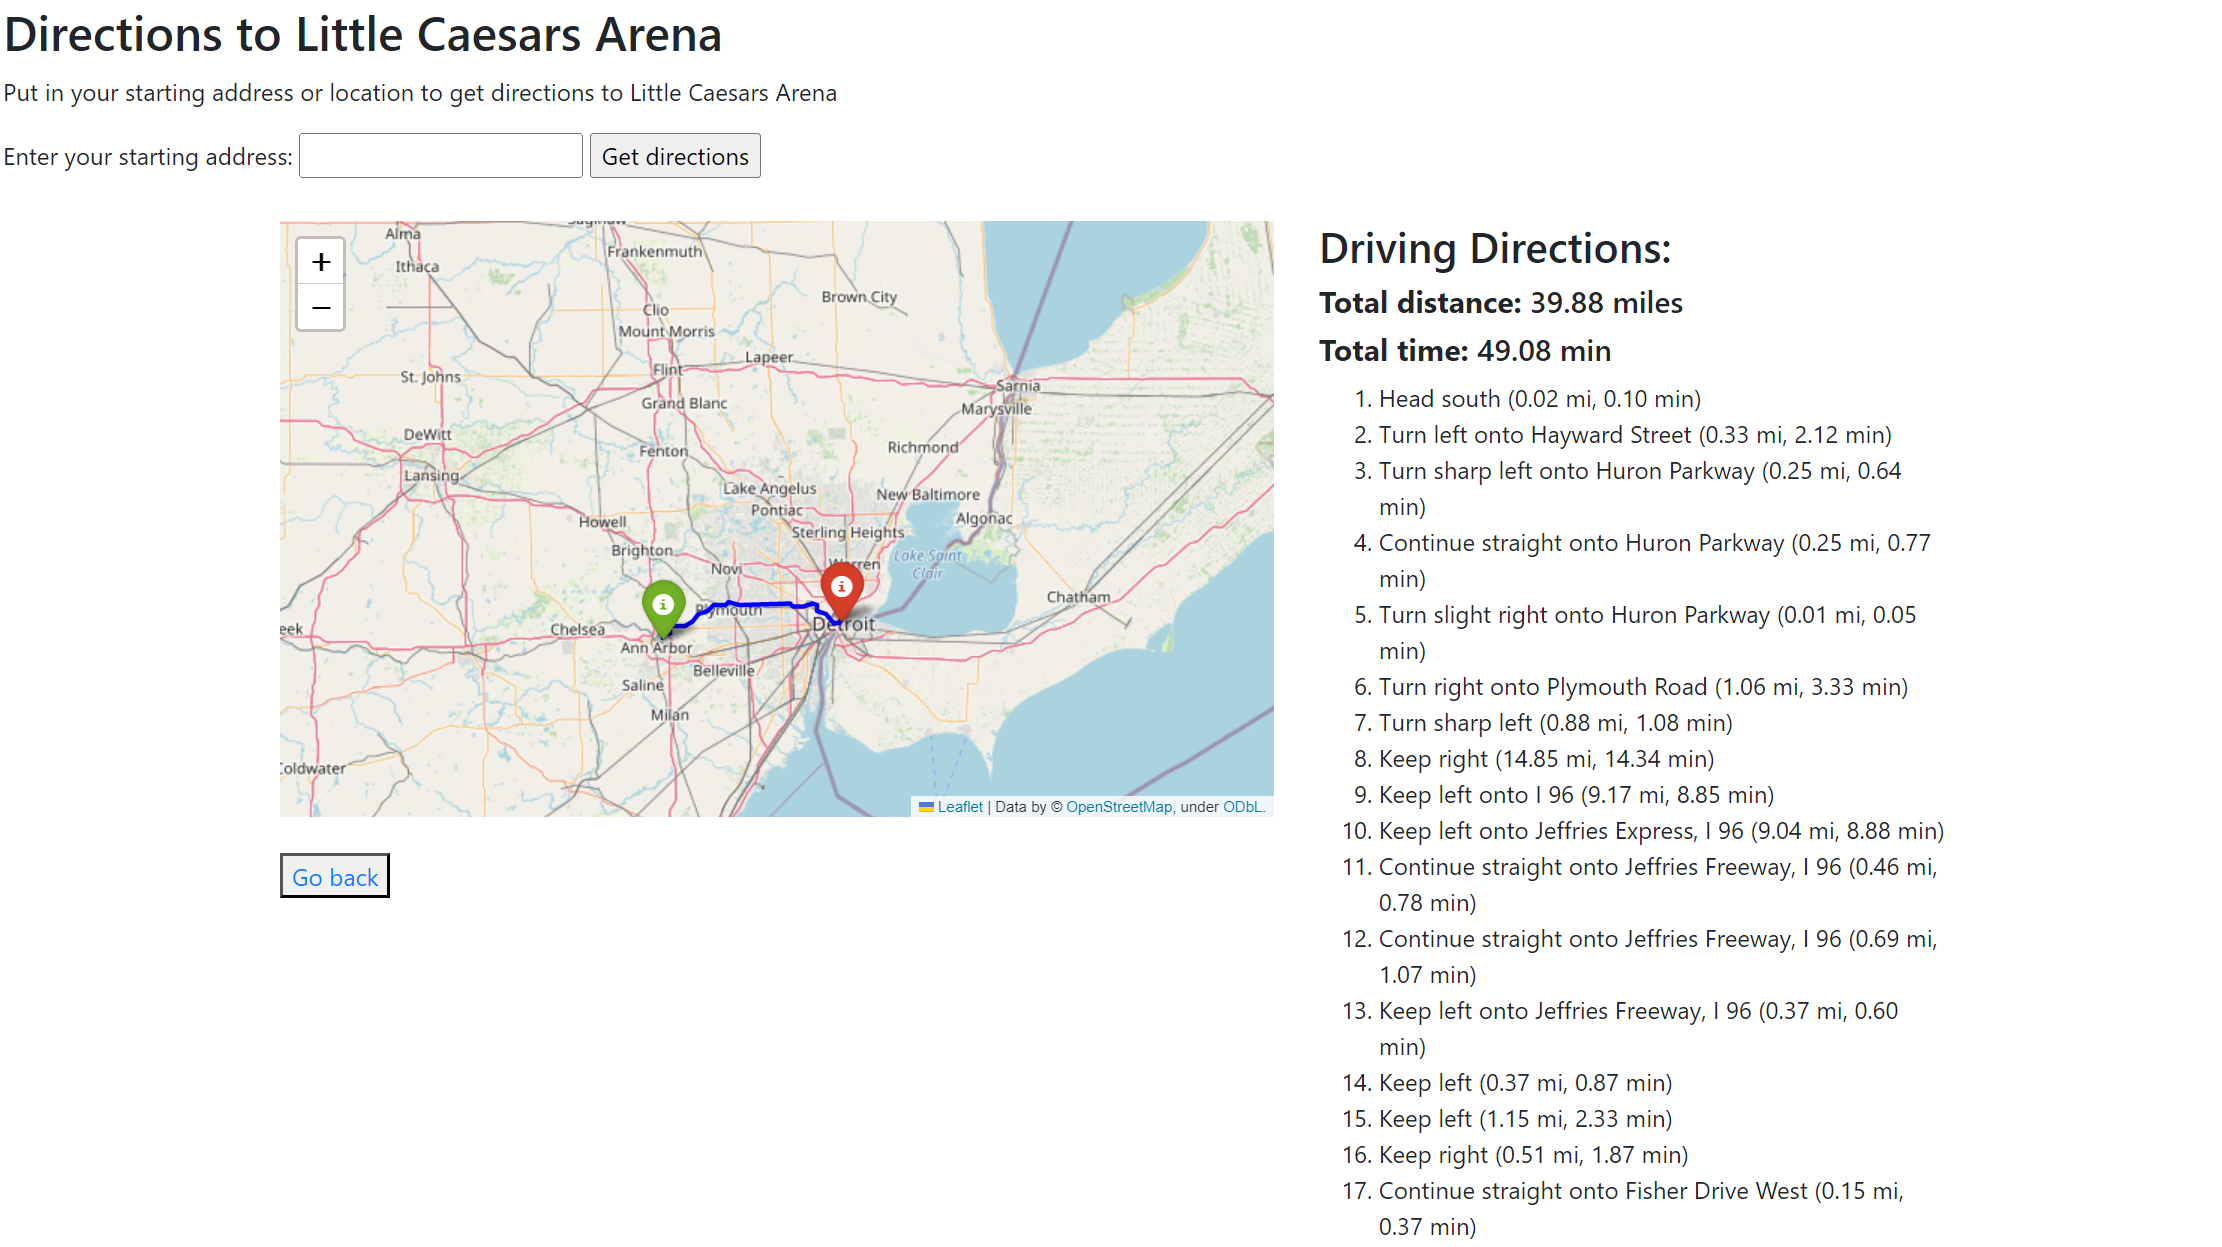 Directions to Little Caesars Arena
Put in your starting address or location to get directions to Little Caesars Arena
Enter your starting address:
Get directions
+
−
Alma
Ithaca
Frankenmuth
Brown City
Clio
Mount Morris
Lapeer
St. Johns
Flint
Sarnia
Grand Blanc
Marysville
DeWitt
Fenton
Richmond
Lansing
Lake Angelus
New Baltimore
Pontiac
Howell
Algonac
Sterling Heights
Brighton
Lake Saint
Clair
Warren
Novi
Chatham
Plymouth
Detroit
eek
Chelsea
Ann Arbor
Belleville
Saline
Milan
Coldwater
Leaflet | Data by © OpenStreetMap, under ODbL.
Go back
Driving Directions:
Total distance: 39.88 miles
Total time: 49.08 min
1. Head south (0.02 mi, 0.10 min)
2. Turn left onto Hayward Street (0.33 mi, 2.12 min)
3. Turn sharp left onto Huron Parkway (0.25 mi, 0.64
min)
4. Continue straight onto Huron Parkway (0.25 mi, 0.77
min)
5. Turn slight right onto Huron Parkway (0.01 mi, 0.05
min)
6. Turn right onto Plymouth Road (1.06 mi, 3.33 min)
7. Turn sharp left (0.88 mi, 1.08 min)
8. Keep right (14.85 mi, 14.34 min)
9. Keep left onto I 96 (9.17 mi, 8.85 min)
10. Keep left onto Jeffries Express, I 96 (9.04 mi, 8.88 min)
11. Continue straight onto Jeffries Freeway, I 96 (0.46 mi,
0.78 min)
12. Continue straight onto Jeffries Freeway, I 96 (0.69 mi,
1.07 min)
13. Keep left onto Jeffries Freeway, I 96 (0.37 mi, 0.60
min)
14. Keep left (0.37 mi, 0.87 min)
15. Keep left (1.15 mi, 2.33 min)
16. Keep right (0.51 mi, 1.87 min)
17. Continue straight onto Fisher Drive West (0.15 mi,
0.37 min)